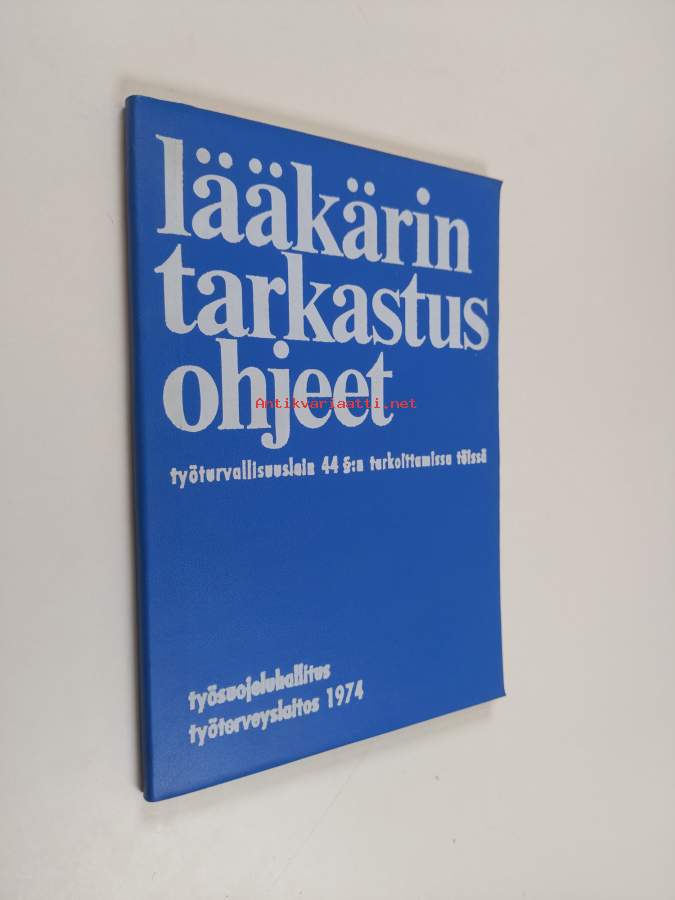 lääkärin
tarkastus
ohjeet
Antikvariaatti.net
työturvallisuuslain 44 §:n tarkoittamissa töissä
työsuojeluhallitus
työterveyslaitos 1974